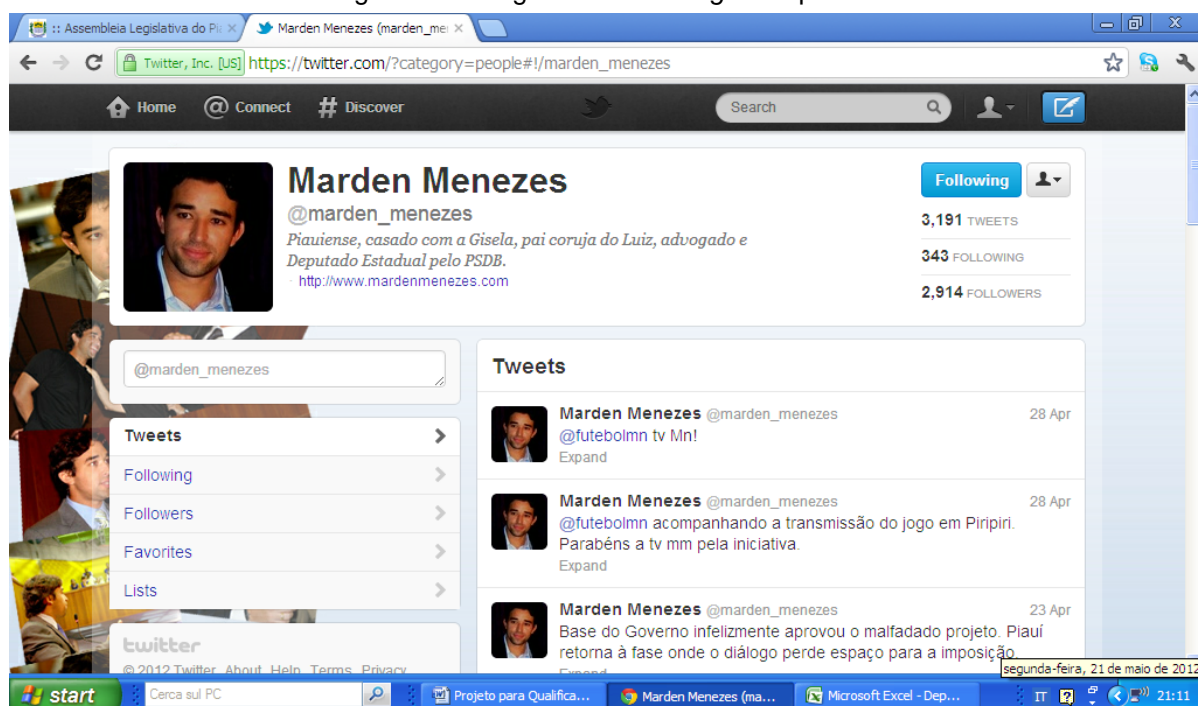 :: Assembleia Legislativa do Pi
Marden Menezes (marden_me
Twitter, Inc. [US] https://twitter.com/?category=people#!/marden_menezes
Home @ Connect # Discover Search
Marden Menezes
@marden_menezes
Piauiense, casado com a Gisela, pai coruja do Luiz, advogado e
Deputado Estadual pelo PSDB.
· http://www.mardenmenezes.com
Following
3,191 TWEETS
343 FOLLOWING
2,914 FOLLOWERS
@marden_menezes
Tweets
Following
Followers
Favorites
Lists
twitter
© 2012 Twitter About Help Terms Privacy
Tweets
Marden Menezes @marden_menezes 28 Apr
@futebolmn tv Mn!
Expand
Marden Menezes @marden_menezes 28 Apr
@futebolmn acompanhando a transmissão do jogo em Piripiri.
Parabéns a tv mm pela iniciativa.
Expand
Marden Menezes @marden_menezes 23 Apr
Base do Governo infelizmente aprovou o malfadado projeto. Piauí
retorna à fase onde o diálogo perde espaço para a imposição.
Expand
segunda-feira, 21 de maio de 2012
start Cerca sul PC Projeto para Qualifica... Marden Menezes (ma... Microsoft Excel - Dep... IT 21:11